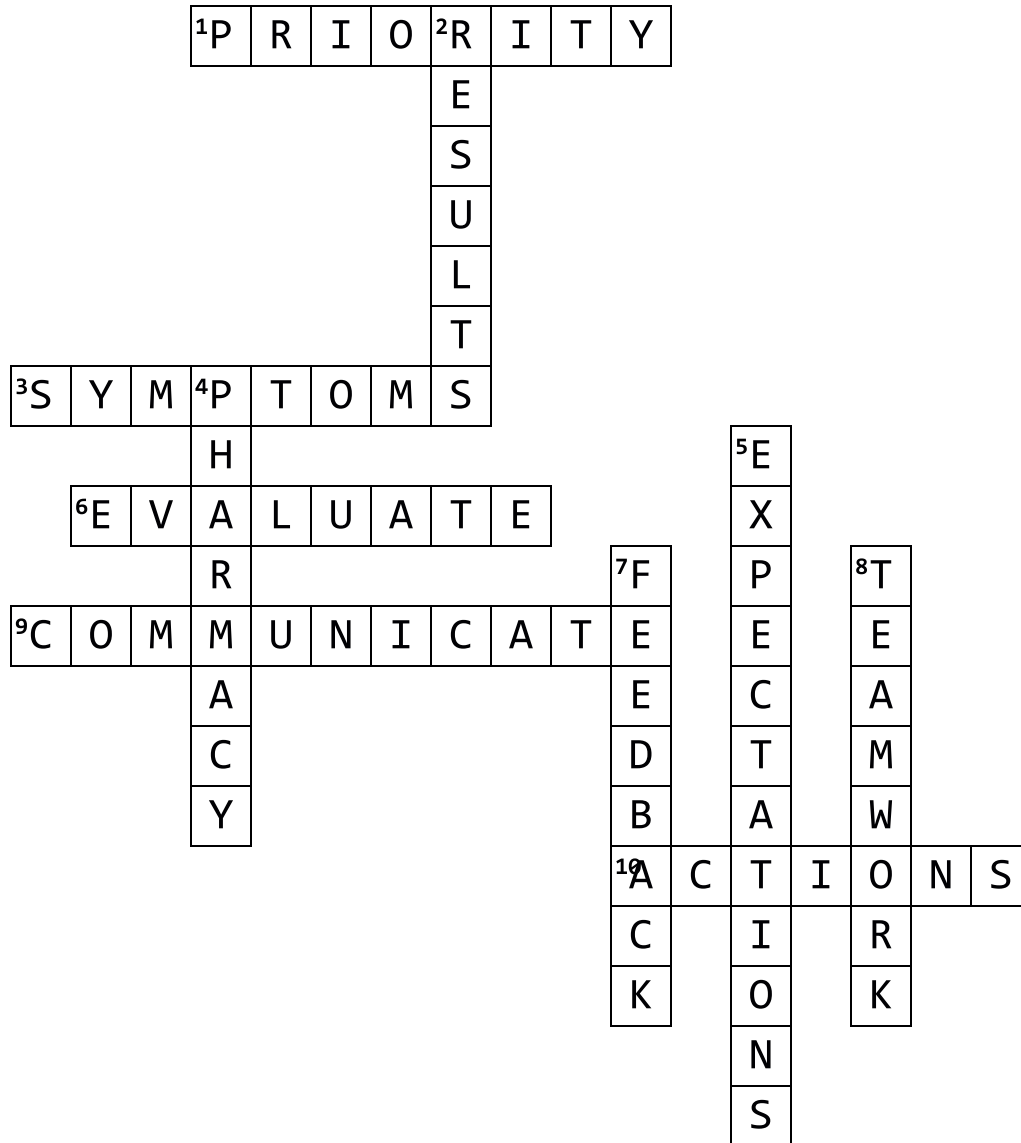 1PRIO2RITY
E
S
U
L
T
3SYM4PTOMS
H 5E
6EVALUATE X
R 7F P 8T
9COMMUNICATE E E
A E C A
C D T M
Y B A W
10ACTIONS
C I R
K O K
N
S